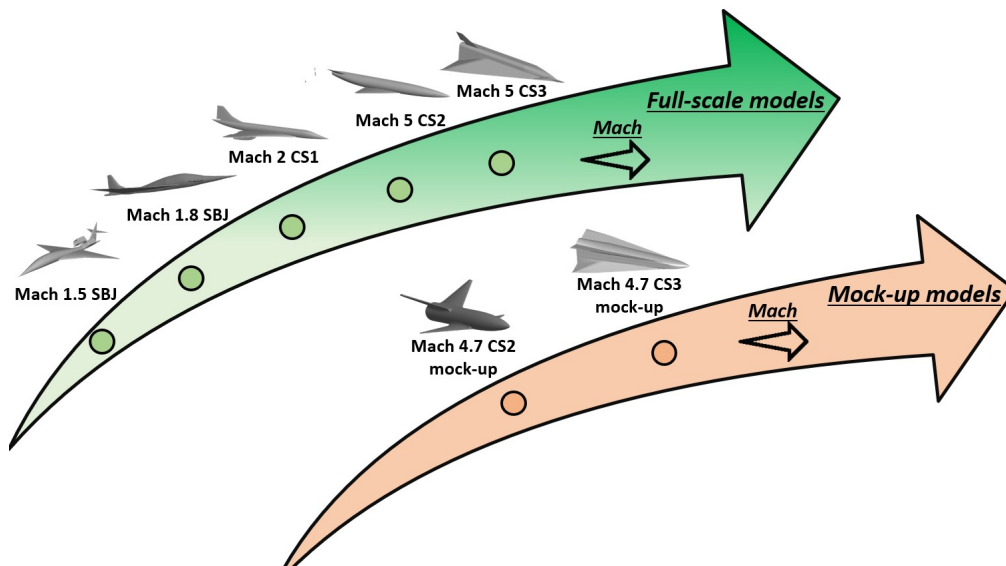 Full-scale models
Mach
Mach 5 CS3
Mach 5 CS2
Mach 2 CS1
Mach 1.8 SBJ
Mach 1.5 SBJ
Mock-up models
Mach
Mach 4.7 CS3
mock-up
Mach 4.7 CS2
mock-up